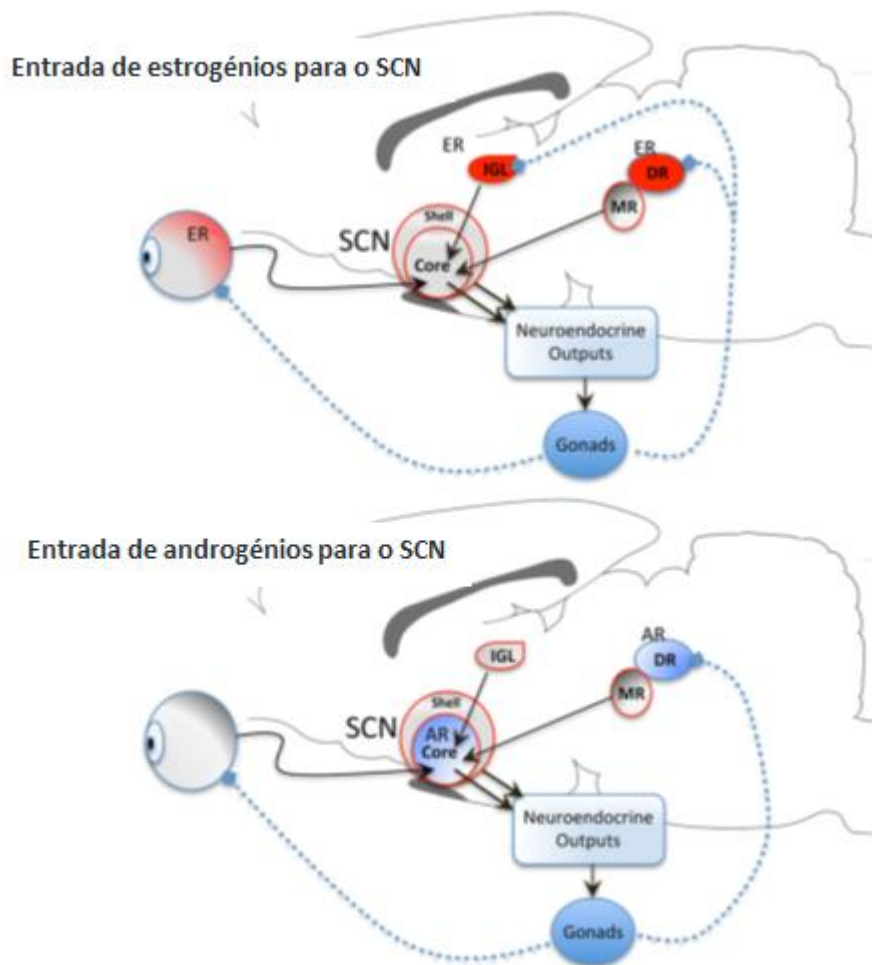 Entrada de estrogénios para o SCN
ER
ER
IGL
DR
MR
Shell
ER
SCN
Core
Neuroendocrine
Outputs
Gonads
Entrada de androgénios para o SCN
AR
IGL
DR
MR
Shell
SCN
AR
Core
Neuroendocrine
Outputs
Gonads